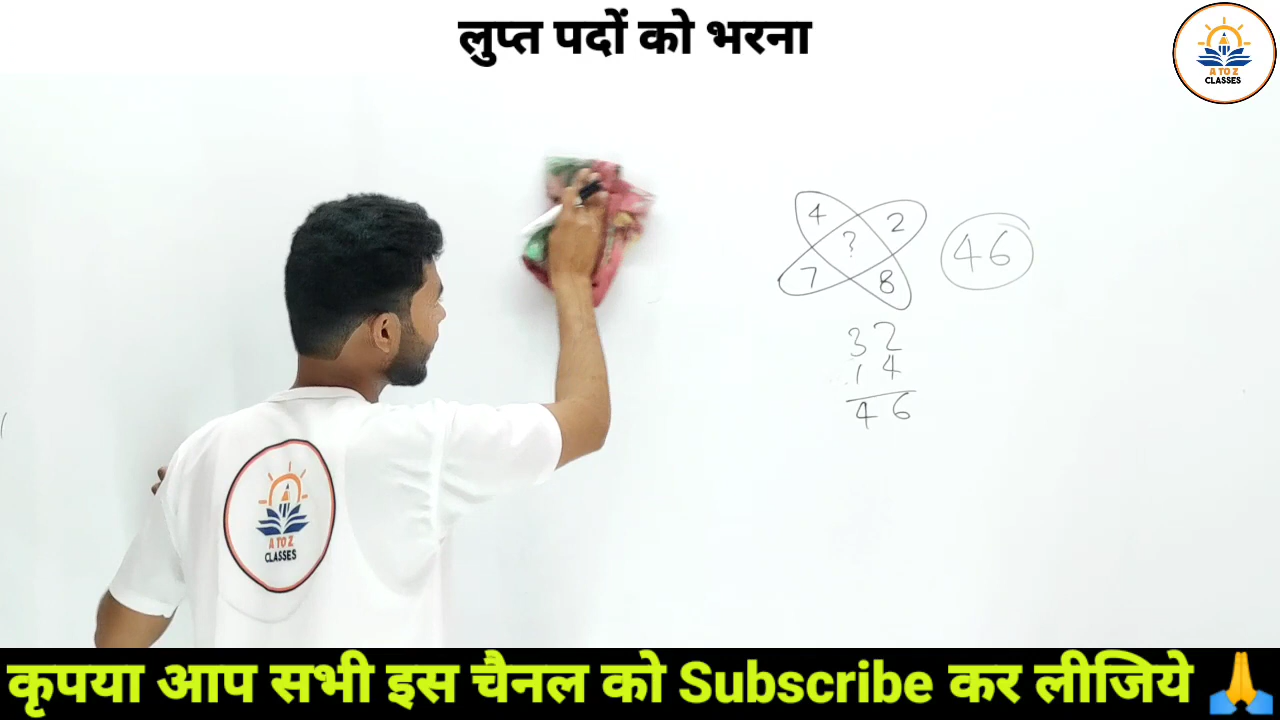 लुप्त पदों को भरना
A TO Z
CLASSES
4 2
?
7 8
46
32
14
46
A TO Z
CLASSES
कृपया आप सभी इस चैनल को Subscribe कर लीजिये 🙏